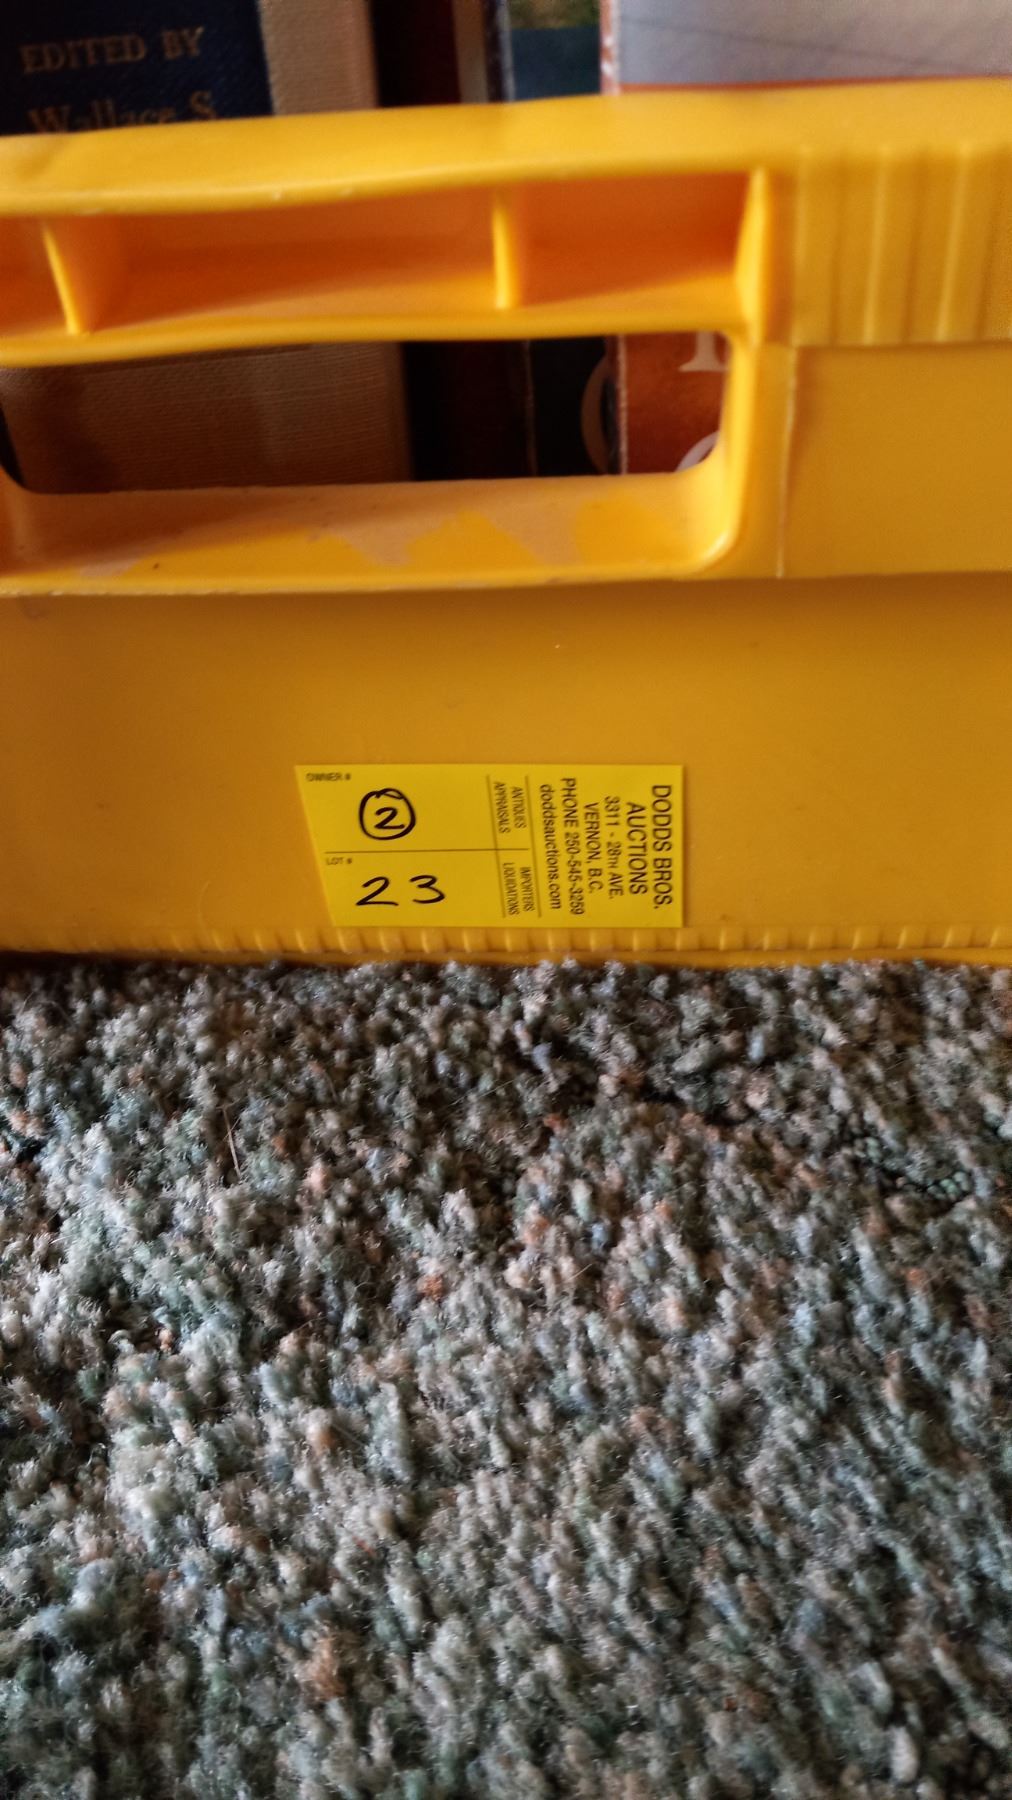 EDITED BY
Wallace S.
DODDS BROS.
AUCTIONS
3311 - 28TH AVE.
VERNON, B.C.
PHONE 250-545-3259
doddsauctions.com
ANTIQUES
APPRAISALS
IMPORTERS
LIQUIDATIONS
OWNER #
2
LOT #
23